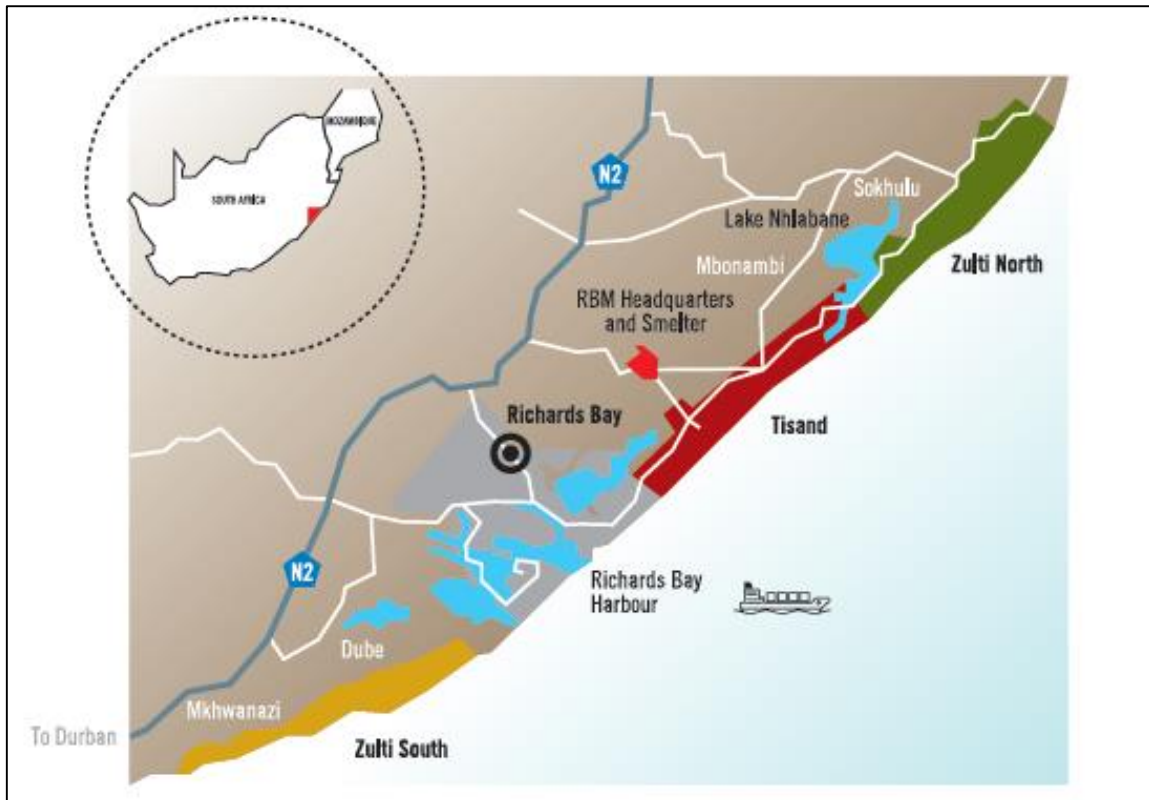 MOZAMBIQUE
SOUTH AFRICA
N2
Sokhulu
Lake Nhlabane
Mbonambi
Zulti North
RBM Headquarters
and Smelter
Richards Bay
Tisand
N2
Richards Bay
Harbour
Dube
Mkhwanazi
To Durban
Zulti South